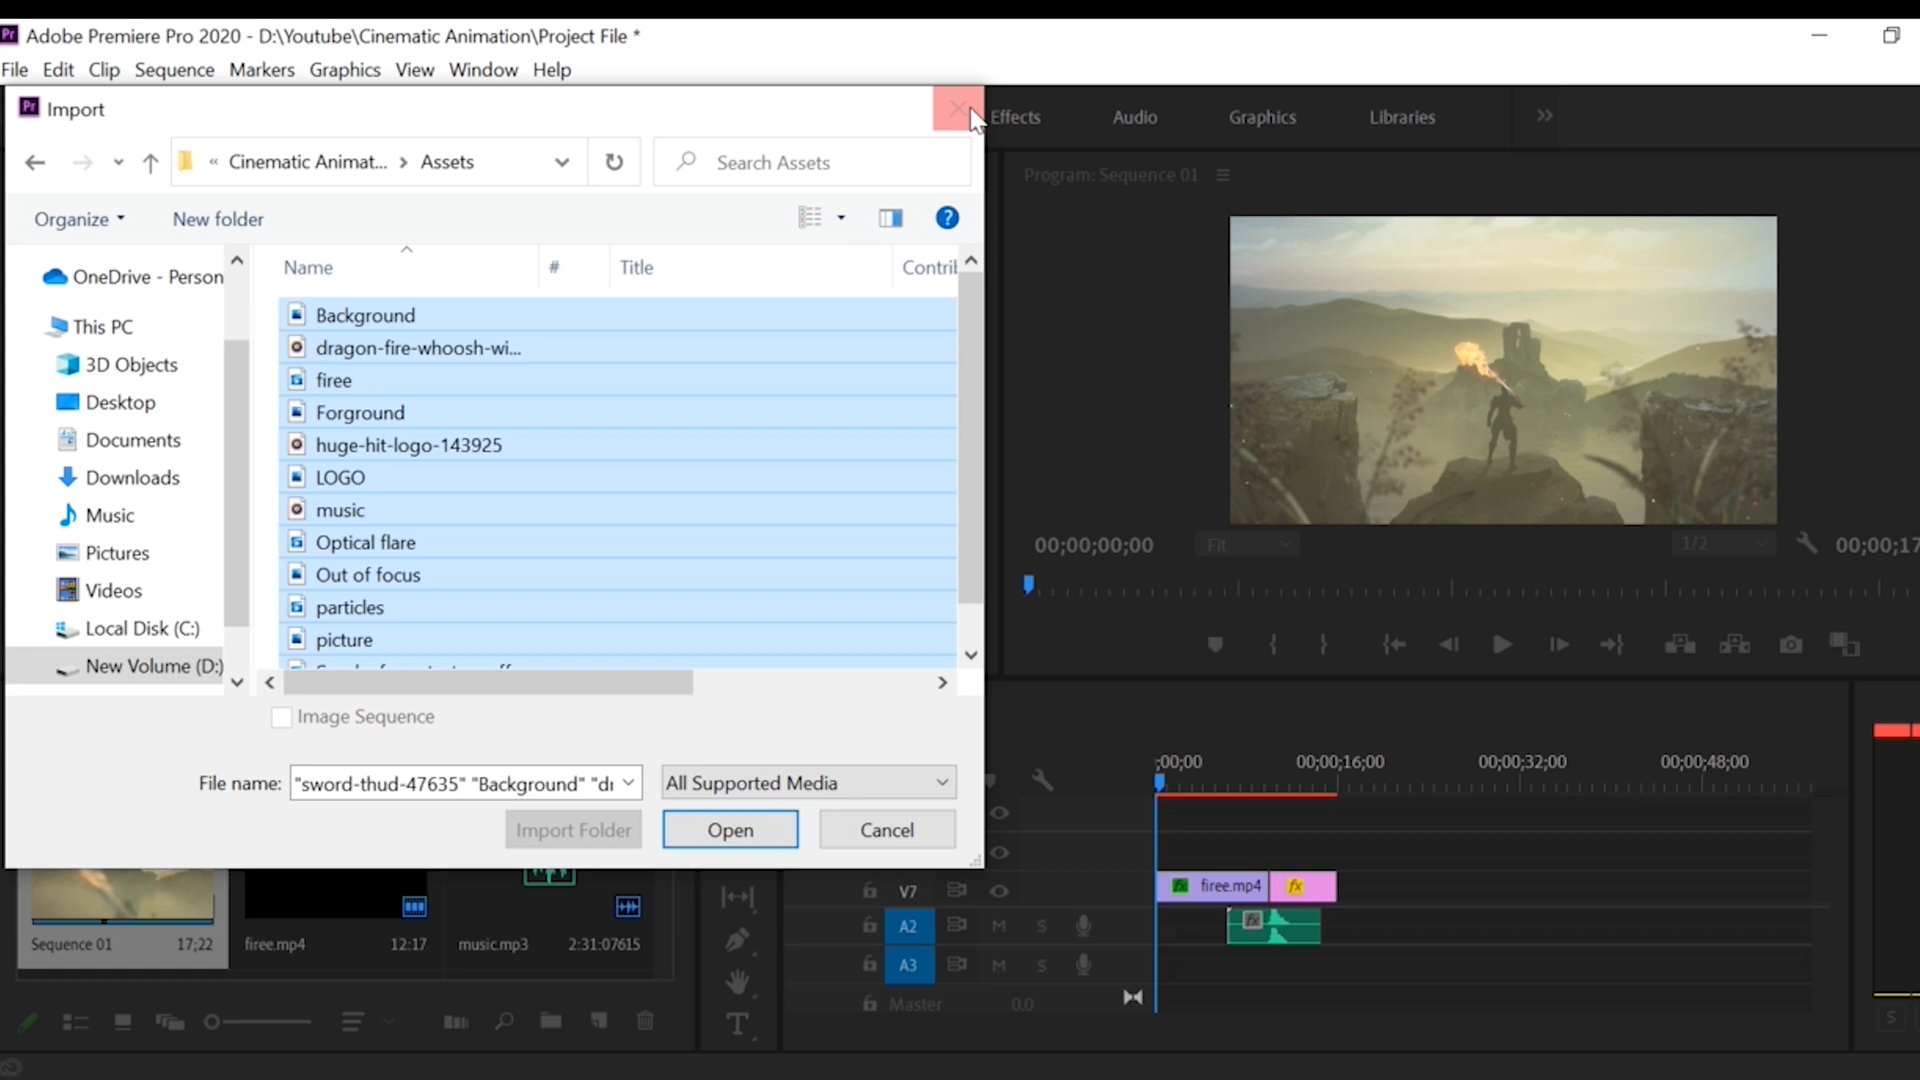 Pr Adobe Premiere Pro 2020 - D:\Youtube\Cinematic Animation\Project File *
File Edit Clip Sequence Markers Graphics View Window Help
Pr Import
Effects Audio Graphics Libraries
« Cinematic Animat... > Assets
Search Assets
Program: Sequence 01
Organize New folder
?
Name # Title
OneDrive - Person
This PC
3D Objects
Desktop
Documents
Downloads
Music
Pictures
Videos
Local Disk (C:)
New Volume (D:)
Background
dragon-fire-whoosh-wi...
firee
Forground
huge-hit-logo-143925
LOGO
music
Optical flare
Out of focus
particles
picture
00;00;00;00 Fit 1/2 00;00;17
Image Sequence
File name: "sword-thud-47635" "Background" "dr
All Supported Media
Import Folder Open Cancel
;00;00 00;00;16;00 00;00;32;00 00;00;48;00
V7 fx firee.mp4 fx
A2 M S fx
A3 M S
Master 0.0
Sequence 01 17;22 firee.mp4 12:17 music.mp3 2:31:07615
T
S